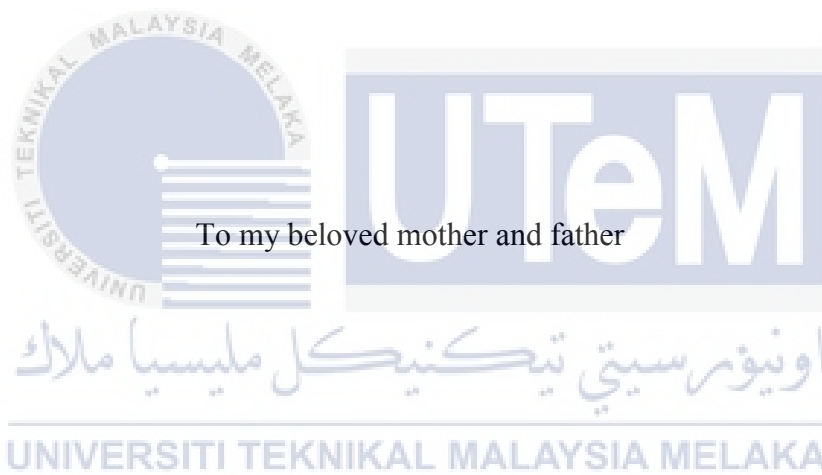 UNIVERSITI TEKNIKAL MALAYSIA MELAKA
UTeM
To my beloved mother and father
اونيۏرسيتي تيكنيكل مليسيا ملاك
UNIVERSITI TEKNIKAL MALAYSIA MELAKA